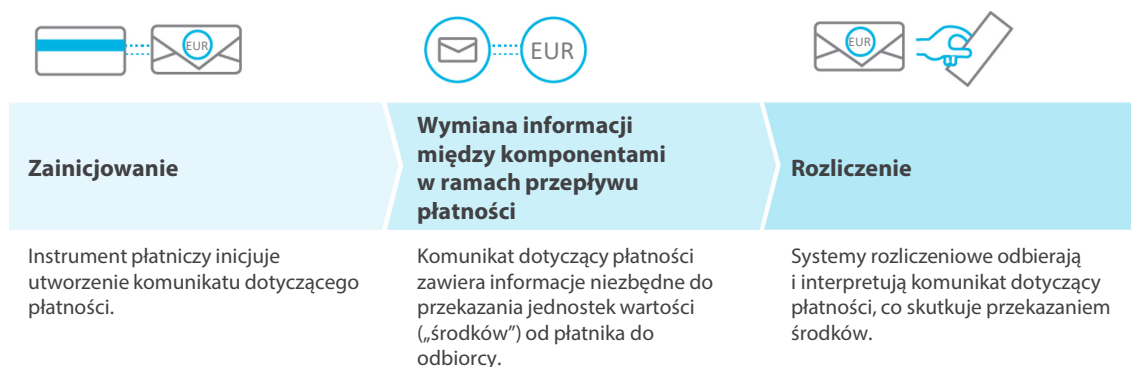 EUR
EUR
EUR
Zainicjowanie
Wymiana informacji
między komponentami
w ramach przepływu
płatności
Rozliczenie
Instrument płatniczy inicjuje
utworzenie komunikatu dotyczącego
płatności.
Komunikat dotyczący płatności
zawiera informacje niezbędne do
przekazania jednostek wartości
(„środków”) od płatnika do
odbiorcy.
Systemy rozliczeniowe odbierają
i interpretują komunikat dotyczący
płatności, co skutkuje przekazaniem
środków.